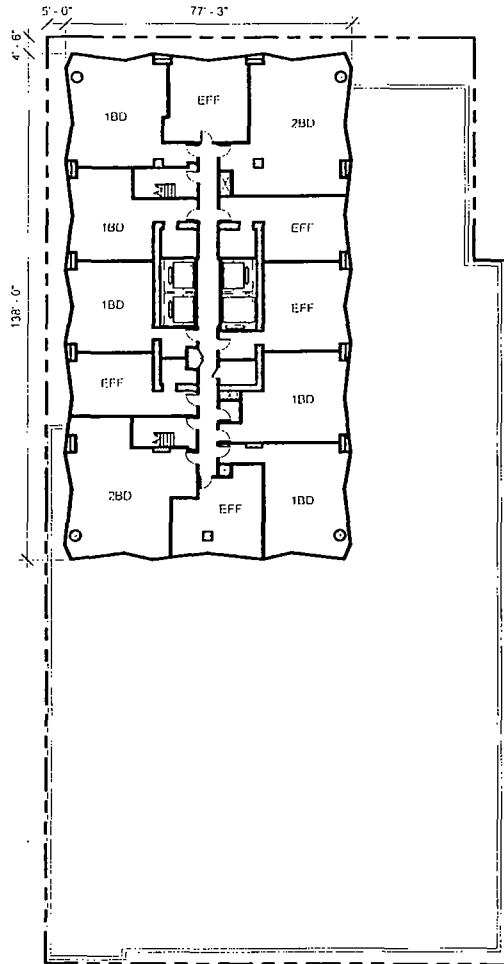 5' - 0"
77' - 3"
4' - 6"
138' - 0"
1BD
EFF
2BD
1BD
EFF
1BD
EFF
EFF
1BD
2BD
EFF
1BD